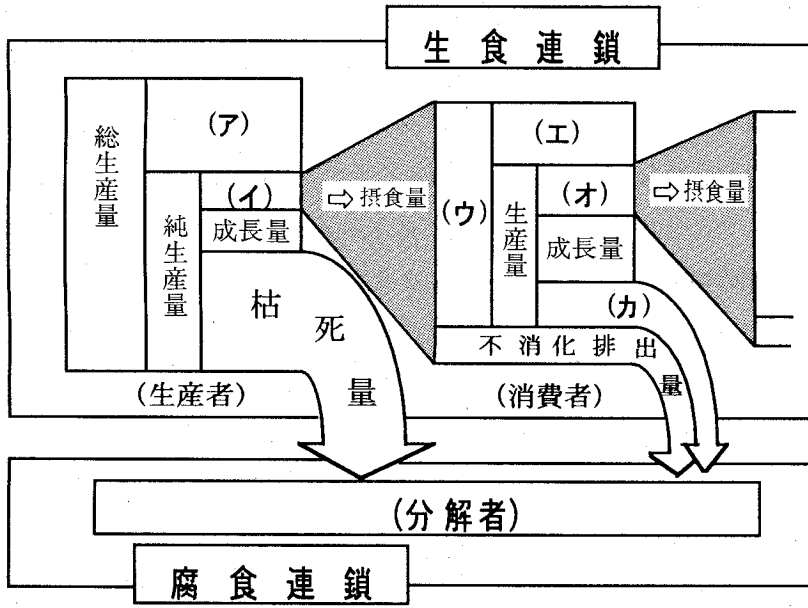 生食連鎖
総生産量
(ア)
純生産量
(イ)
成長量
枯死量
⇨摂食量
(生産者)
(ウ)
(エ)
生産量
(オ)
成長量
(カ)
不消化排出量
⇨摂食量
(消費者)
(分解者)
腐食連鎖